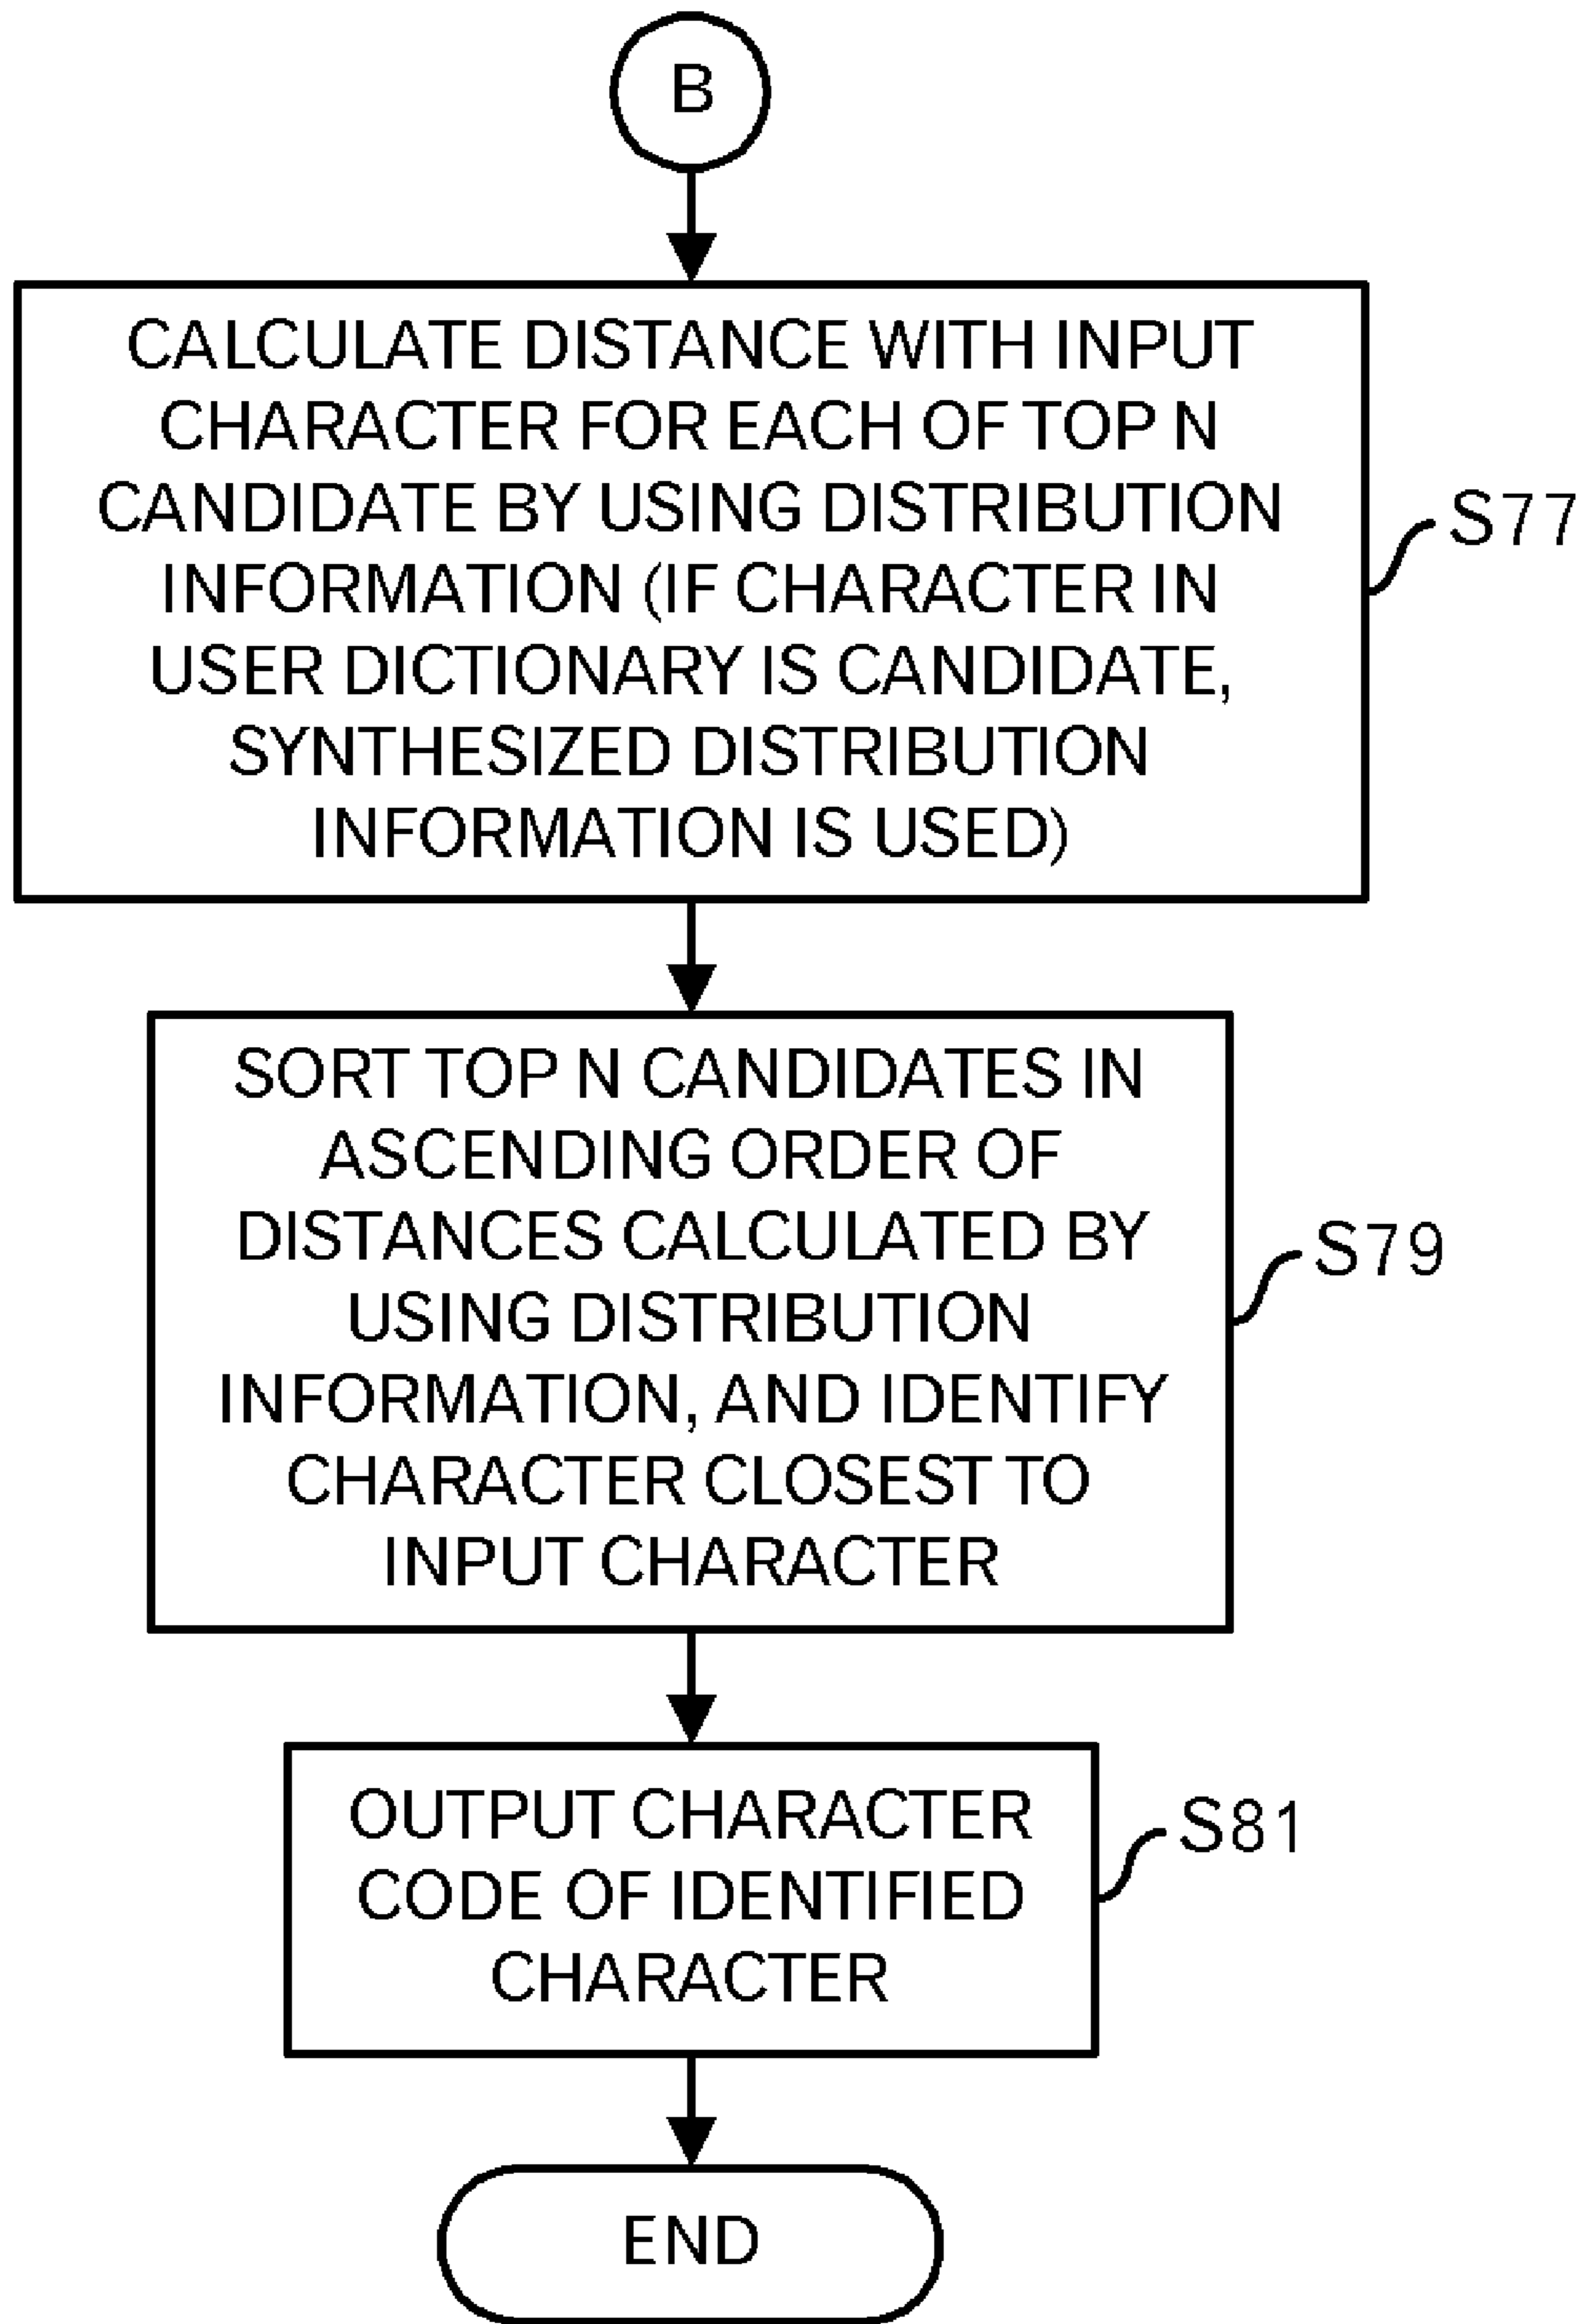 B
CALCULATE DISTANCE WITH INPUT
CHARACTER FOR EACH OF TOP N
CANDIDATE BY USING DISTRIBUTION
INFORMATION (IF CHARACTER IN
USER DICTIONARY IS CANDIDATE,
SYNTHESIZED DISTRIBUTION
INFORMATION IS USED)
S77
SORT TOP N CANDIDATES IN
ASCENDING ORDER OF
DISTANCES CALCULATED BY
USING DISTRIBUTION
INFORMATION, AND IDENTIFY
CHARACTER CLOSEST TO
INPUT CHARACTER
S79
OUTPUT CHARACTER
CODE OF IDENTIFIED
CHARACTER
S81
END